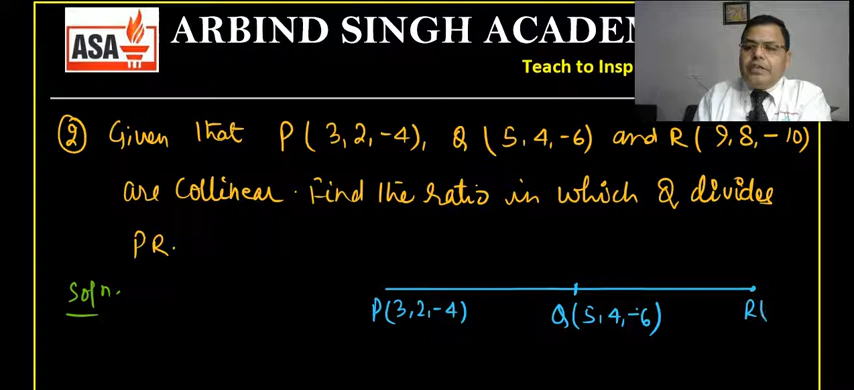 ASA
ARBIND SINGH ACADEM
Teach to Insp
② Given that P(3,2,-4), Q(5,4,-6) and R(9,8,-10)
are Collinear. Find the ratio in which Q divides
PR.
Soln.
P(3,2,-4) Q(5,4,-6) R(